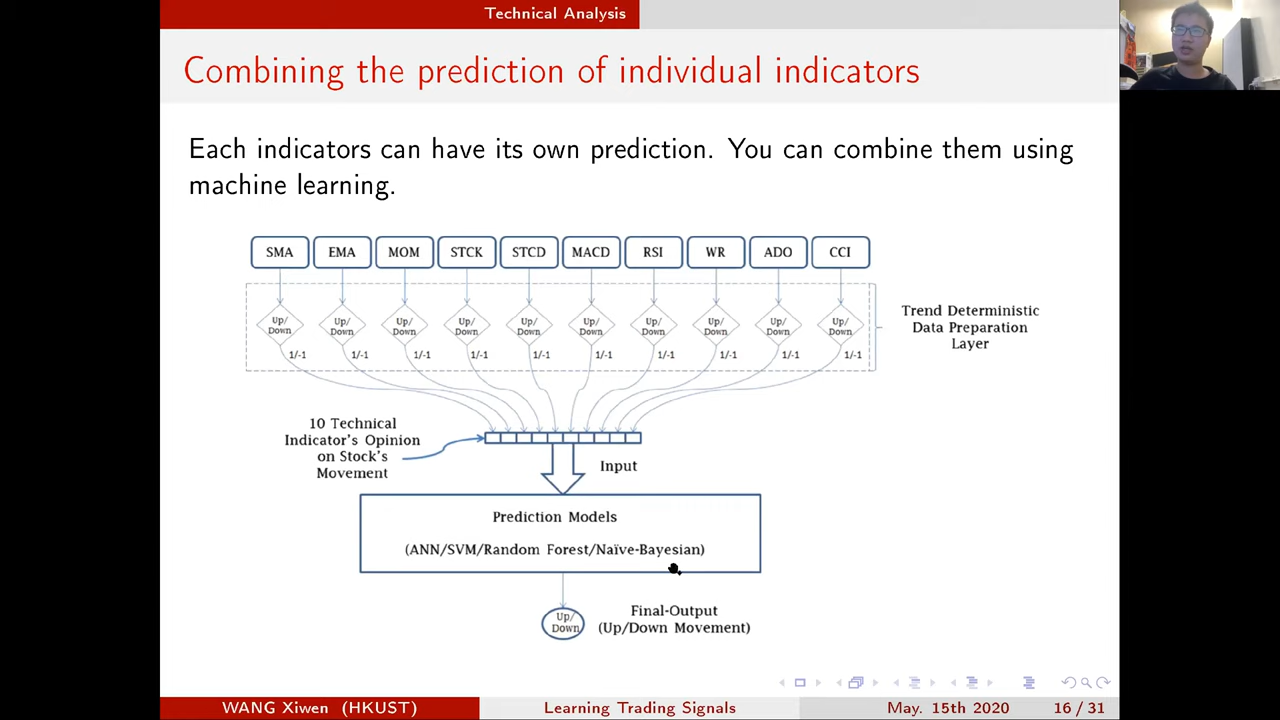 Technical Analysis
Combining the prediction of individual indicators
Each indicators can have its own prediction. You can combine them using
machine learning.
SMA EMA MOM STCK STCD MACD RSI WR ADO CCI
Up/ Up/ Up/ Up/ Up/ Up/ Up/ Up/ Up/ Up/
Down Down Down Down Down Down Down Down Down Down
1/-1 1/-1 1/-1 1/-1 1/-1 1/-1 1/-1 1/-1 1/-1 1/-1
Trend Deterministic
Data Preparation
Layer
10 Technical
Indicator's Opinion
on Stock's
Movement
Input
Prediction Models
(ANN/SVM/Random Forest/Naïve-Bayesian)
Up/
Down
Final-Output
(Up/Down Movement)
WANG Xiwen (HKUST) Learning Trading Signals May. 15th 2020 16 / 31